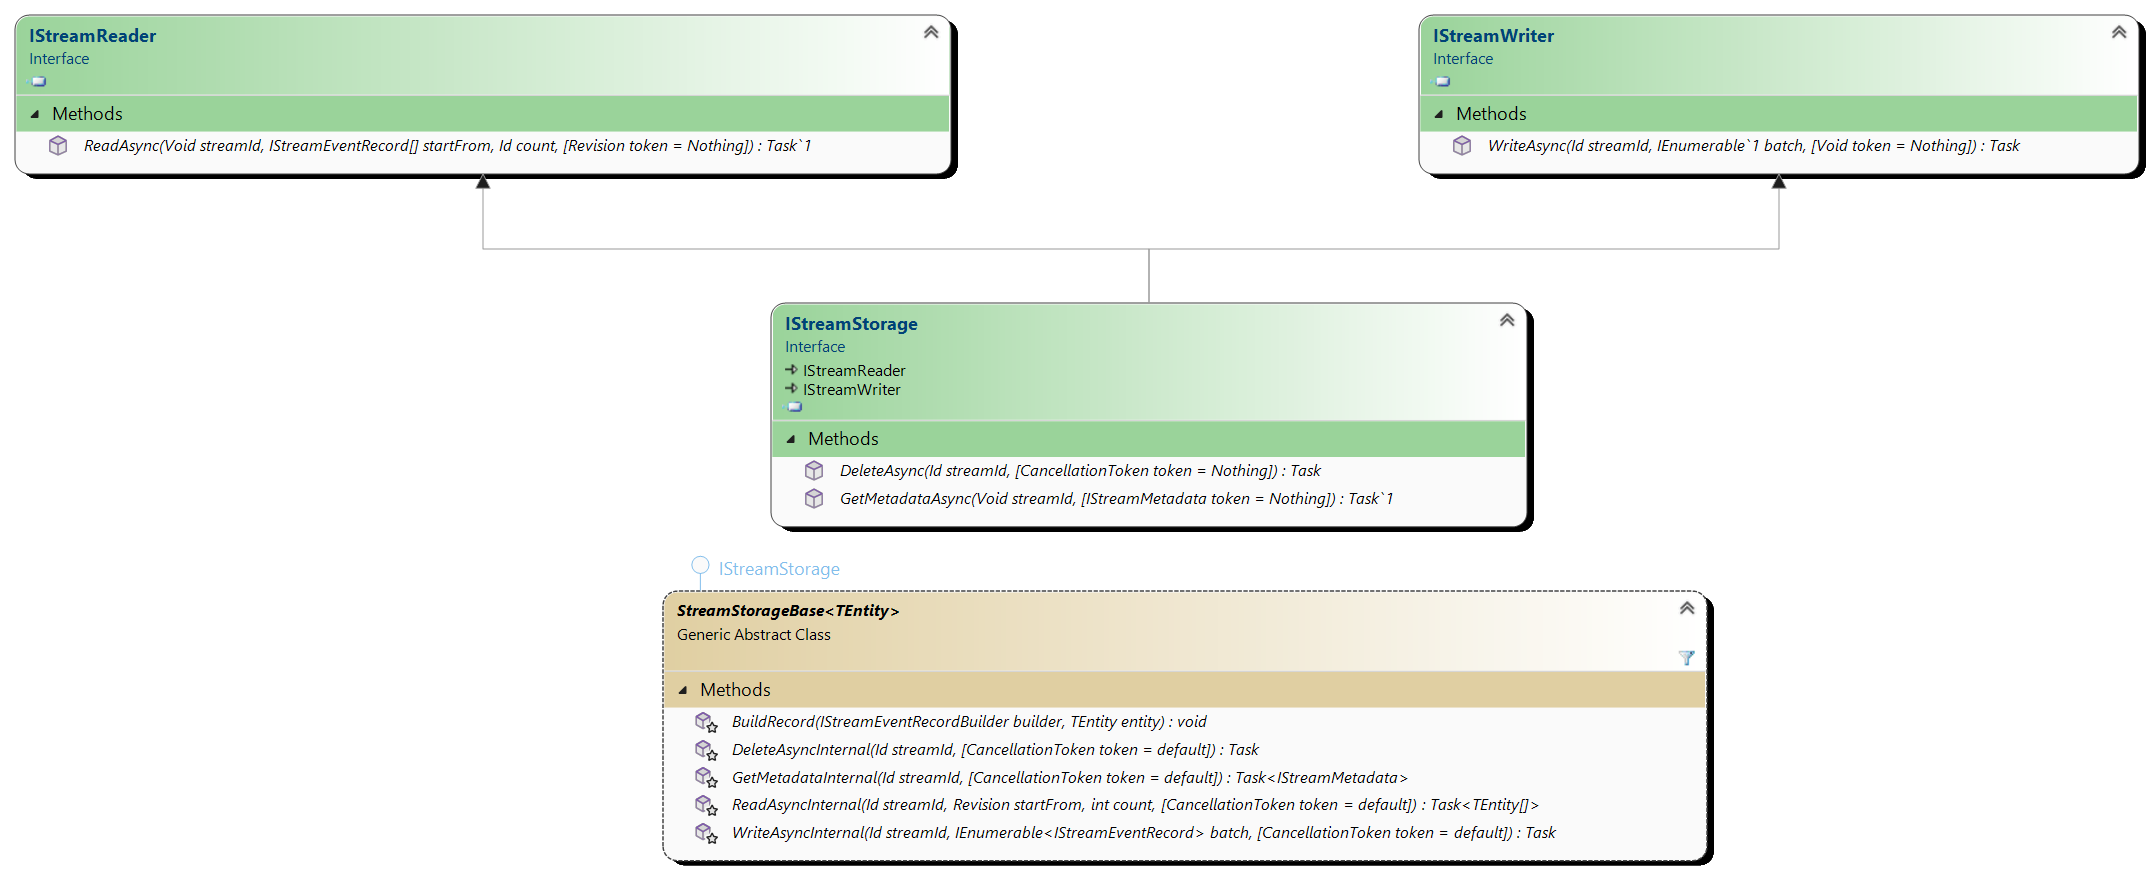 IStreamReader
Interface
Methods
ReadAsync(Void streamId, IStreamEventRecord[] startFrom, Id count, [Revision token = Nothing]) : Task`1
IStreamWriter
Interface
Methods
WriteAsync(Id streamId, IEnumerable`1 batch, [Void token = Nothing]) : Task
IStreamStorage
Interface
IStreamReader
IStreamWriter
Methods
DeleteAsync(Id streamId, [CancellationToken token = Nothing]) : Task
GetMetadataAsync(Void streamId, [IStreamMetadata token = Nothing]) : Task`1
IStreamStorage
StreamStorageBase<TEntity>
Generic Abstract Class
Methods
BuildRecord(IStreamEventRecordBuilder builder, TEntity entity) : void
DeleteAsyncInternal(Id streamId, [CancellationToken token = default]) : Task
GetMetadataInternal(Id streamId, [CancellationToken token = default]) : Task<IStreamMetadata>
ReadAsyncInternal(Id streamId, Revision startFrom, int count, [CancellationToken token = default]) : Task<TEntity[]>
WriteAsyncInternal(Id streamId, IEnumerable<IStreamEventRecord> batch, [CancellationToken token = default]) : Task